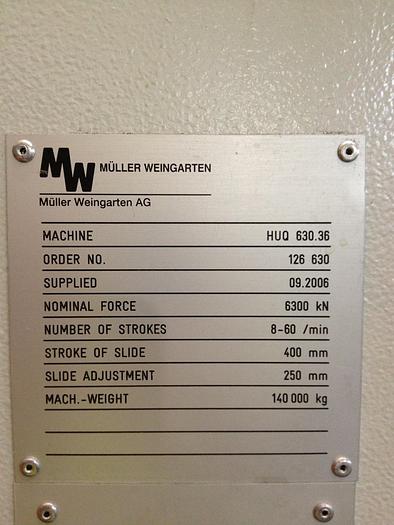 MW MÜLLER WEINGARTEN
Müller Weingarten AG
MACHINE HUQ 630.36
ORDER NO. 126 630
SUPPLIED 09.2006
NOMINAL FORCE 6300 kN
NUMBER OF STROKES 8-60 /min
STROKE OF SLIDE 400 mm
SLIDE ADJUSTMENT 250 mm
MACH.-WEIGHT 140 000 kg